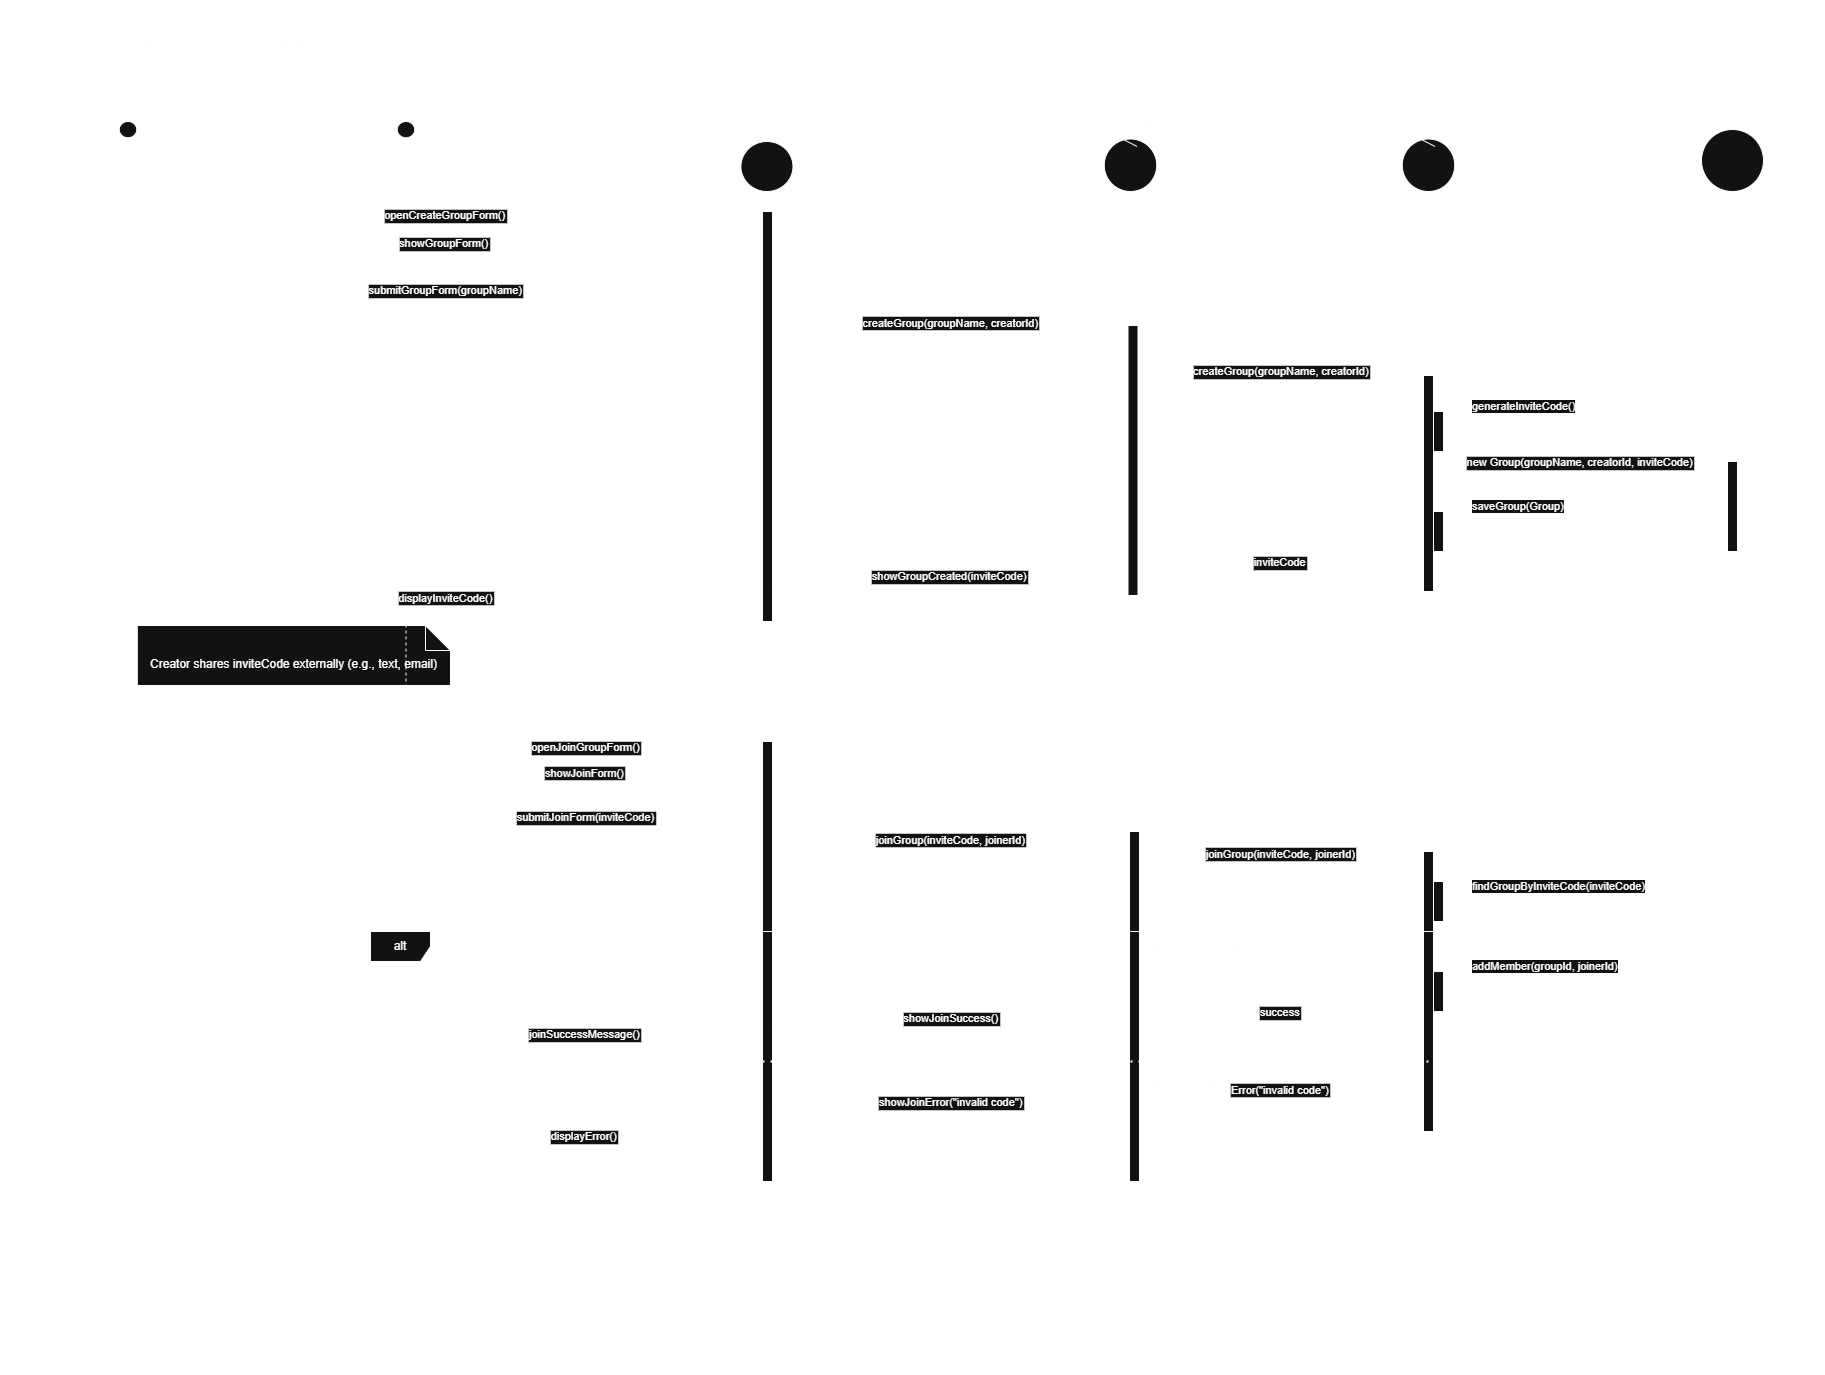 openCreateGroupForm()
showGroupForm()
submitGroupForm(groupName)
createGroup(groupName, creatorId)
createGroup(groupName, creatorId)
generateInviteCode()
new Group(groupName, creatorId, inviteCode)
saveGroup(Group)
inviteCode
showGroupCreated(inviteCode)
displayInviteCode()
Creator shares inviteCode externally (e.g., text, email)
openJoinGroupForm()
showJoinForm()
submitJoinForm(inviteCode)
joinGroup(inviteCode, joinerId)
joinGroup(inviteCode, joinerId)
findGroupByInviteCode(inviteCode)
alt
addMember(groupId, joinerId)
success
showJoinSuccess()
joinSuccessMessage()
Error("invalid code")
showJoinError("invalid code")
displayError()